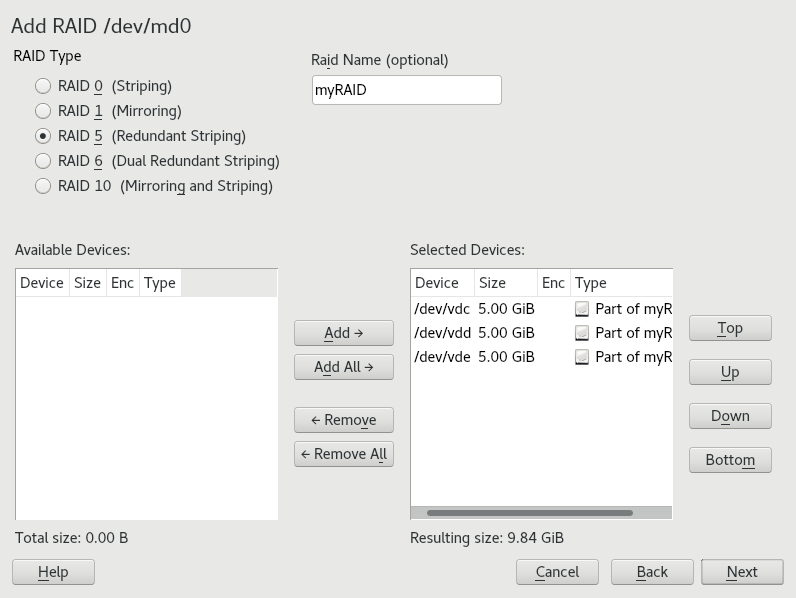 Add RAID /dev/md0
RAID Type
RAID 0 (Striping)
RAID 1 (Mirroring)
RAID 5 (Redundant Striping)
RAID 6 (Dual Redundant Striping)
RAID 10 (Mirroring and Striping)
Raid Name (optional)
myRAID
Available Devices:
Device Size Enc Type
Total size: 0.00 B
Add →
Add All →
← Remove
← Remove All
Selected Devices:
Device Size Enc Type
/dev/vdc 5.00 GiB Part of myR
/dev/vdd 5.00 GiB Part of myR
/dev/vde 5.00 GiB Part of myR
Resulting size: 9.84 GiB
Top
Up
Down
Bottom
Help
Cancel
Back
Next